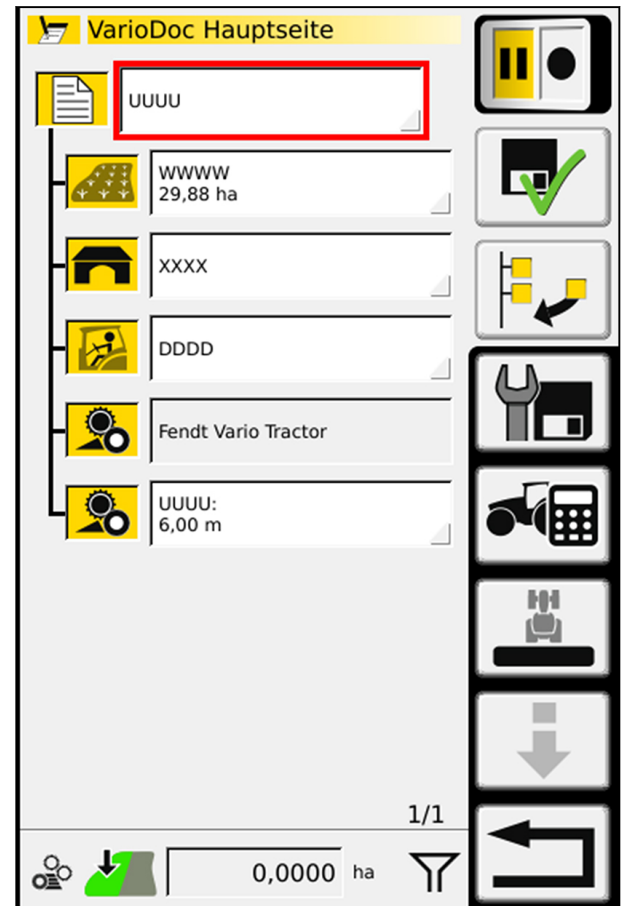 VarioDoc Hauptseite
UUUU
WWWW
29,88 ha
XXXX
DDDD
Fendt Vario Tractor
UUUU:
6,00 m
1/1
0,0000 ha